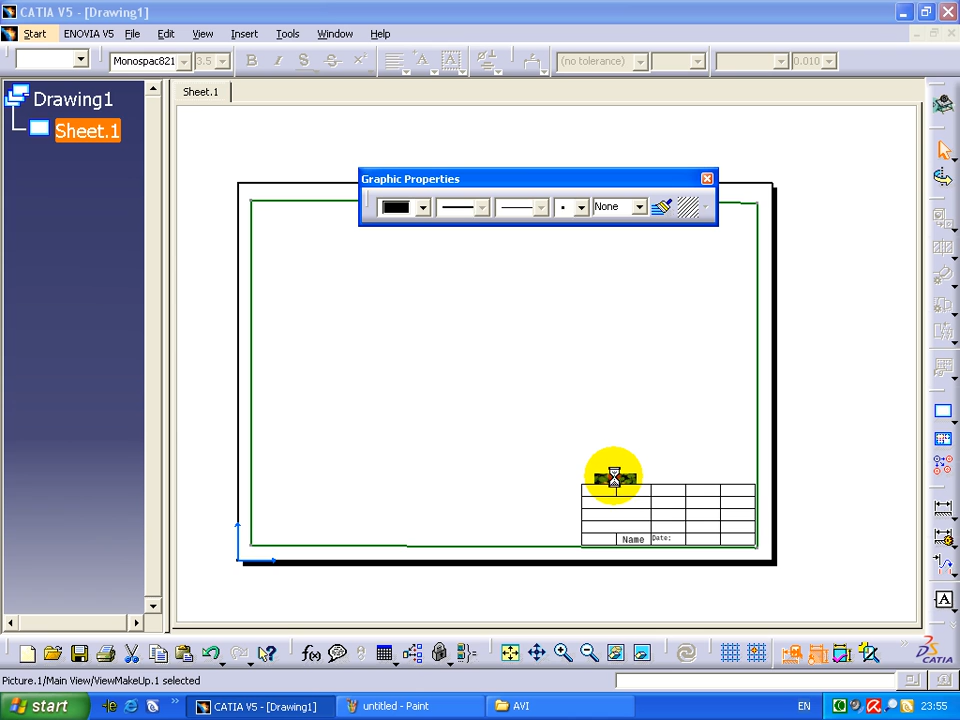 CATIA V5 - [Drawing1]
Start ENOVIA V5 File Edit View Insert Tools Window Help
Monospac821 3.5 B I S S (no tolerance) 0.010
Drawing1
Sheet.1
Sheet.1
Graphic Properties
None
Name Date:
f(x)
CATIA
Picture.1/Main View/ViewMakeUp.1 selected
start CATIA V5 - [Drawing1] untitled - Paint AVI EN 23:55